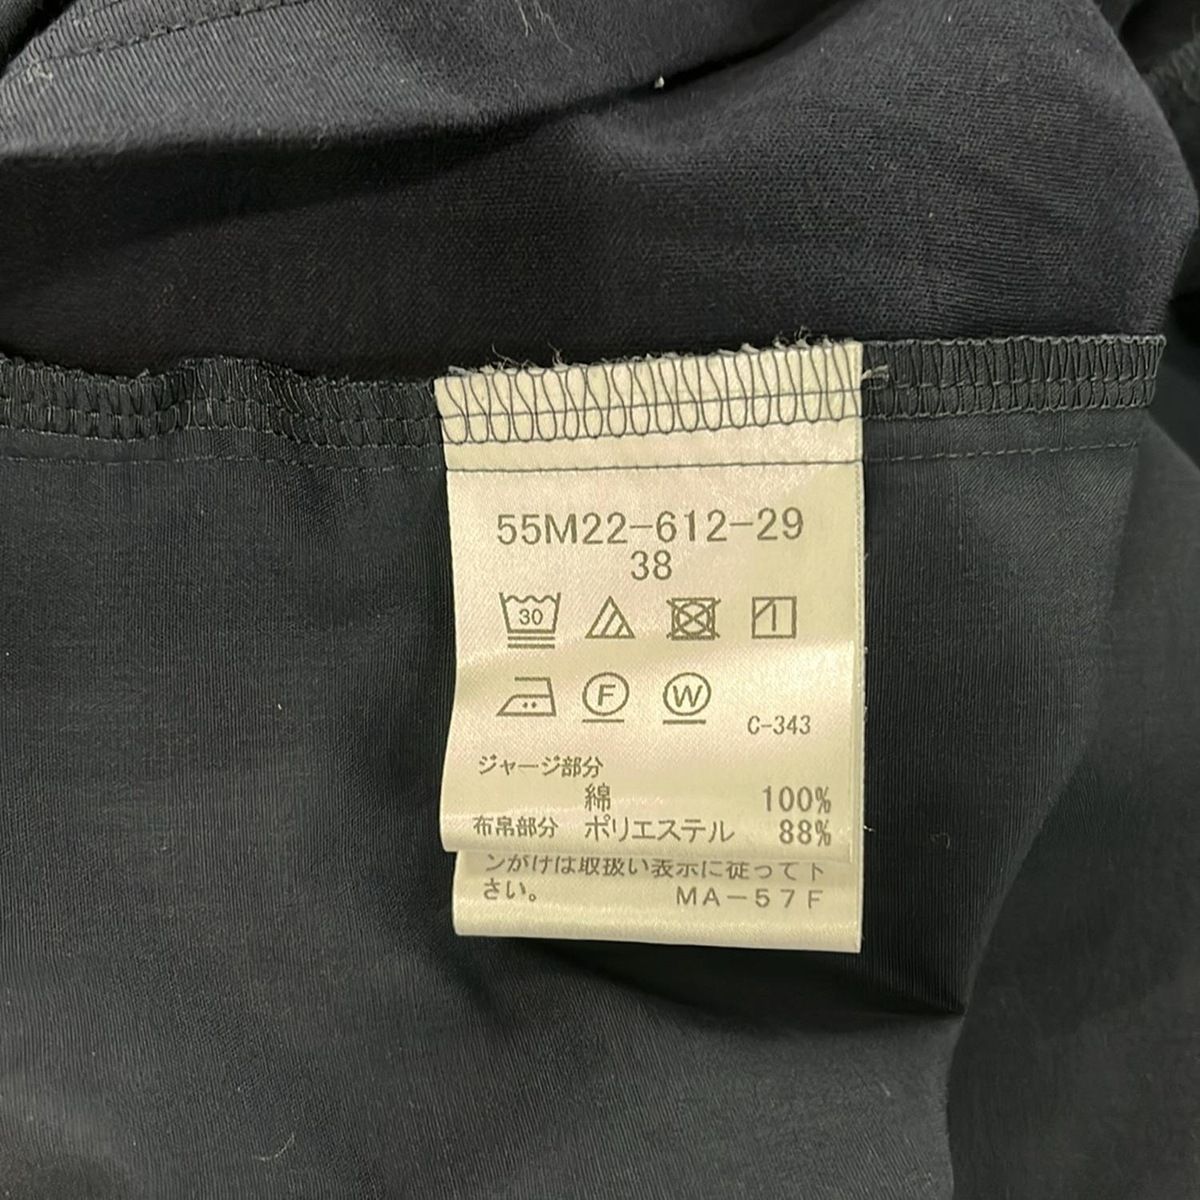 55M22-612-29
38
30
F W C-343
ジャージ部分
綿 100%
布帛部分 ポリエステル 88%
ンがけは取扱い表示に従って下
さい。 MA-57F